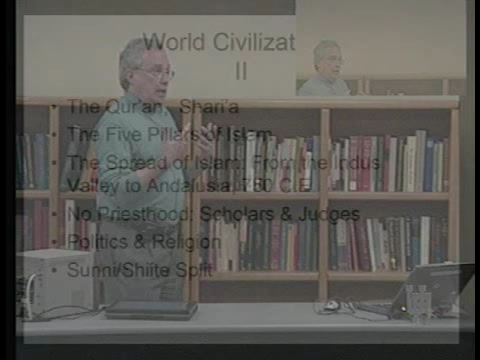 World Civilizat
II
The Qur'an, Shari'a
The Five Pillars of Islam
The Spread of Islam: From the Indus
Valley to Andalusia, 750 C.E.
No Priesthood: Scholars & Judges
Politics & Religion
Sunni/Shiite Split